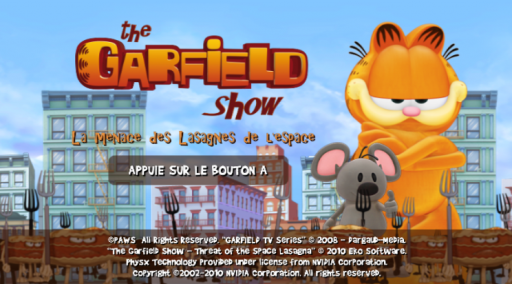 the
GARFIELD
show
La Menace des Lasagnes de l'espace
APPUIE SUR LE BOUTON A
©PAWS All Rights Reserved. "GARFIELD TV Series" © 2008 - Dargaud-Media.
"The Garfield Show - Threat of the Space Lasagna" © 2010 Eko Software.
PhysX Technology provided under license from NVIDIA Corporation.
Copyright ©2002-2010 NVIDIA Corporation. All rights reserved.